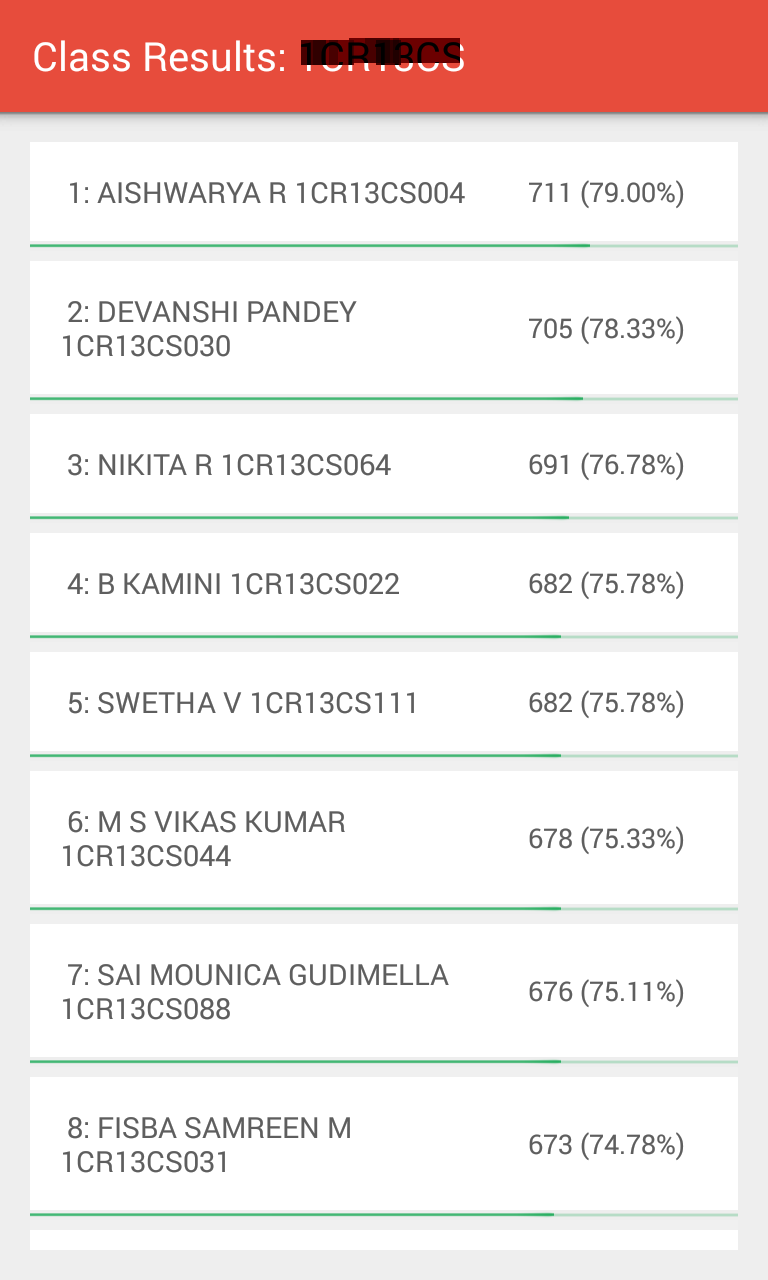 Class Results: 1CR13CS
1: AISHWARYA R 1CR13CS004
711 (79.00%)
2: DEVANSHI PANDEY
1CR13CS030
705 (78.33%)
3: NIKITA R 1CR13CS064
691 (76.78%)
4: B KAMINI 1CR13CS022
682 (75.78%)
5: SWETHA V 1CR13CS111
682 (75.78%)
6: M S VIKAS KUMAR
1CR13CS044
678 (75.33%)
7: SAI MOUNICA GUDIMELLA
1CR13CS088
676 (75.11%)
8: FISBA SAMREEN M
1CR13CS031
673 (74.78%)